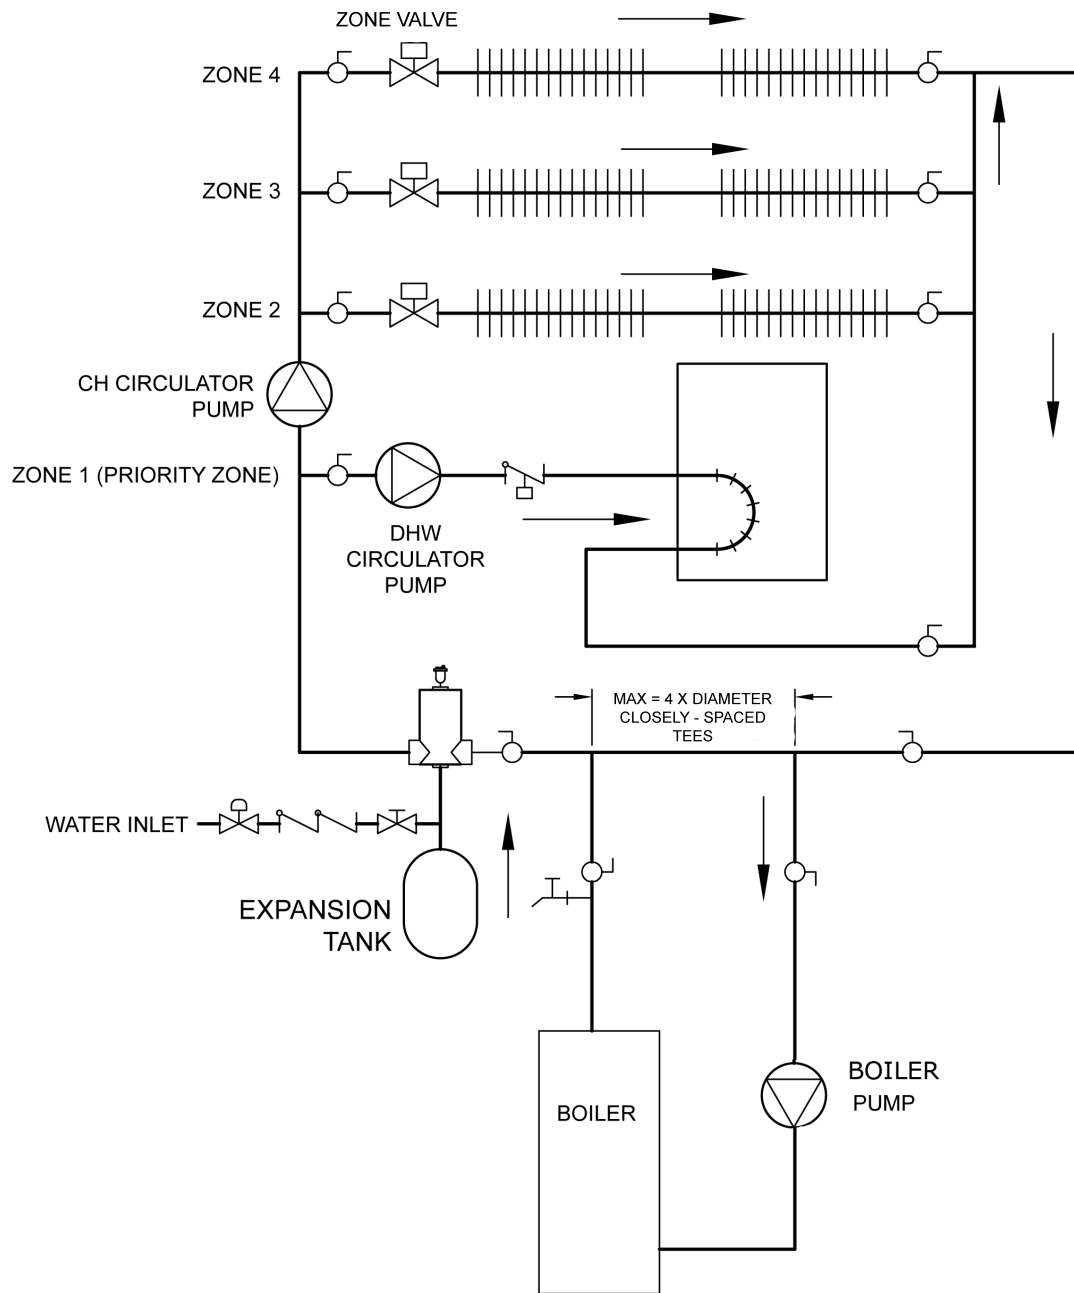 ZONE VALVE
ZONE 4
ZONE 3
ZONE 2
CH CIRCULATOR
PUMP
ZONE 1 (PRIORITY ZONE)
DHW
CIRCULATOR
PUMP
MAX = 4 X DIAMETER
CLOSELY - SPACED
TEES
WATER INLET
EXPANSION
TANK
BOILER
PUMP
BOILER